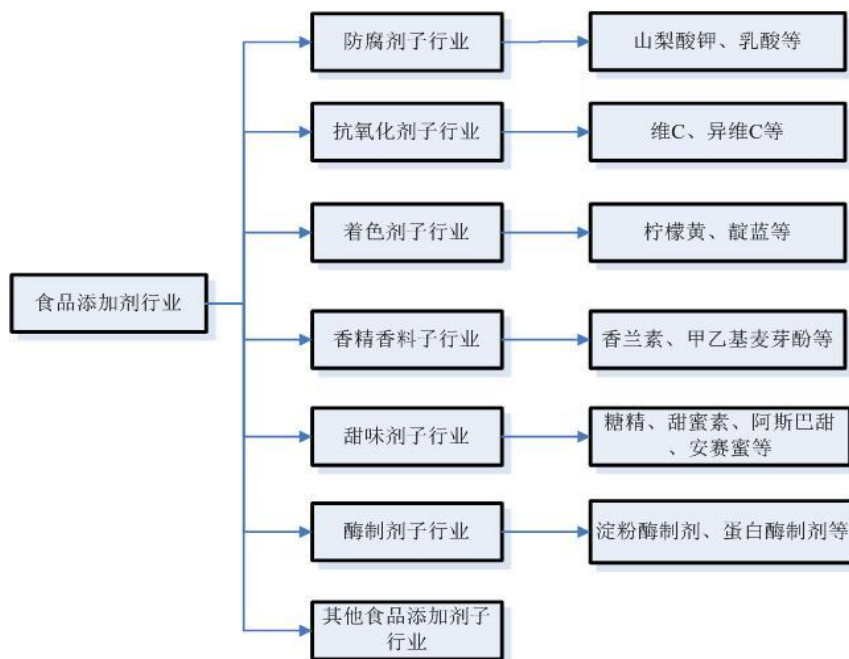 防腐剂子行业
山梨酸钾、乳酸等
抗氧化剂子行业
维C、异维C等
着色剂子行业
柠檬黄、靛蓝等
食品添加剂行业
香精香料子行业
香兰素、甲乙基麦芽酚等
甜味剂子行业
糖精、甜蜜素、阿斯巴甜
、安赛蜜等
酶制剂子行业
淀粉酶制剂、蛋白酶制剂等
其他食品添加剂子
行业